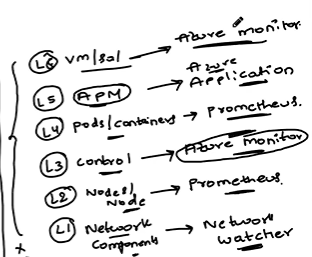 L6 VM/sol → Azure monitor
L5 APM → Azure Application
L4 pods/containers → Prometheus.
L3 control → Azure monitor
L2 Nodes/Node → Prometheus.
L1 Network Components → Network watcher
x